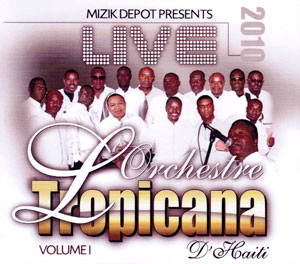 MIZIK DEPOT PRESENTS
LIVE
2010
L'Orchestre
Tropicana
VOLUME I
D'Haiti